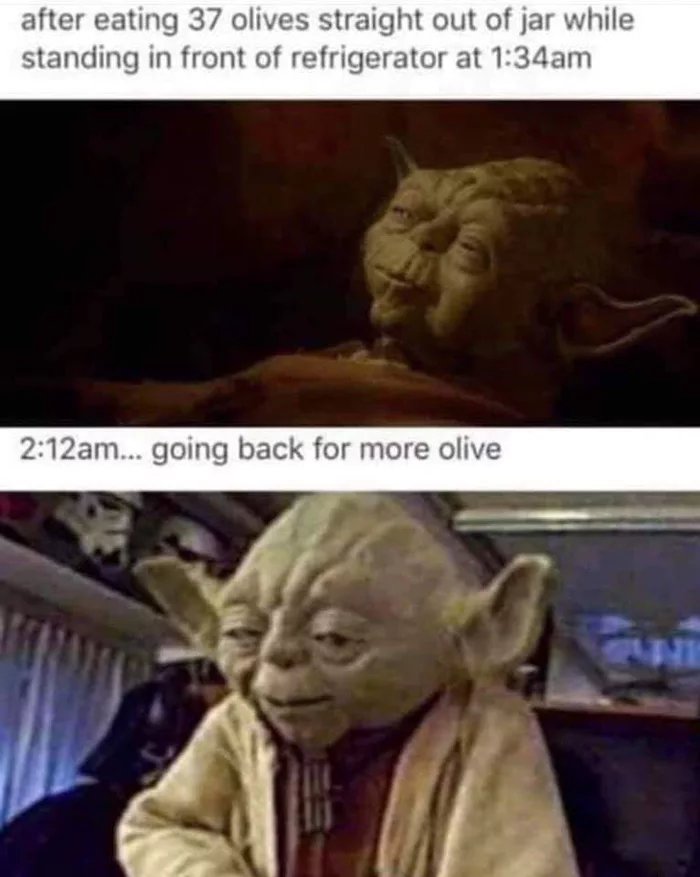 after eating 37 olives straight out of jar while
standing in front of refrigerator at 1:34am
2:12am... going back for more olive